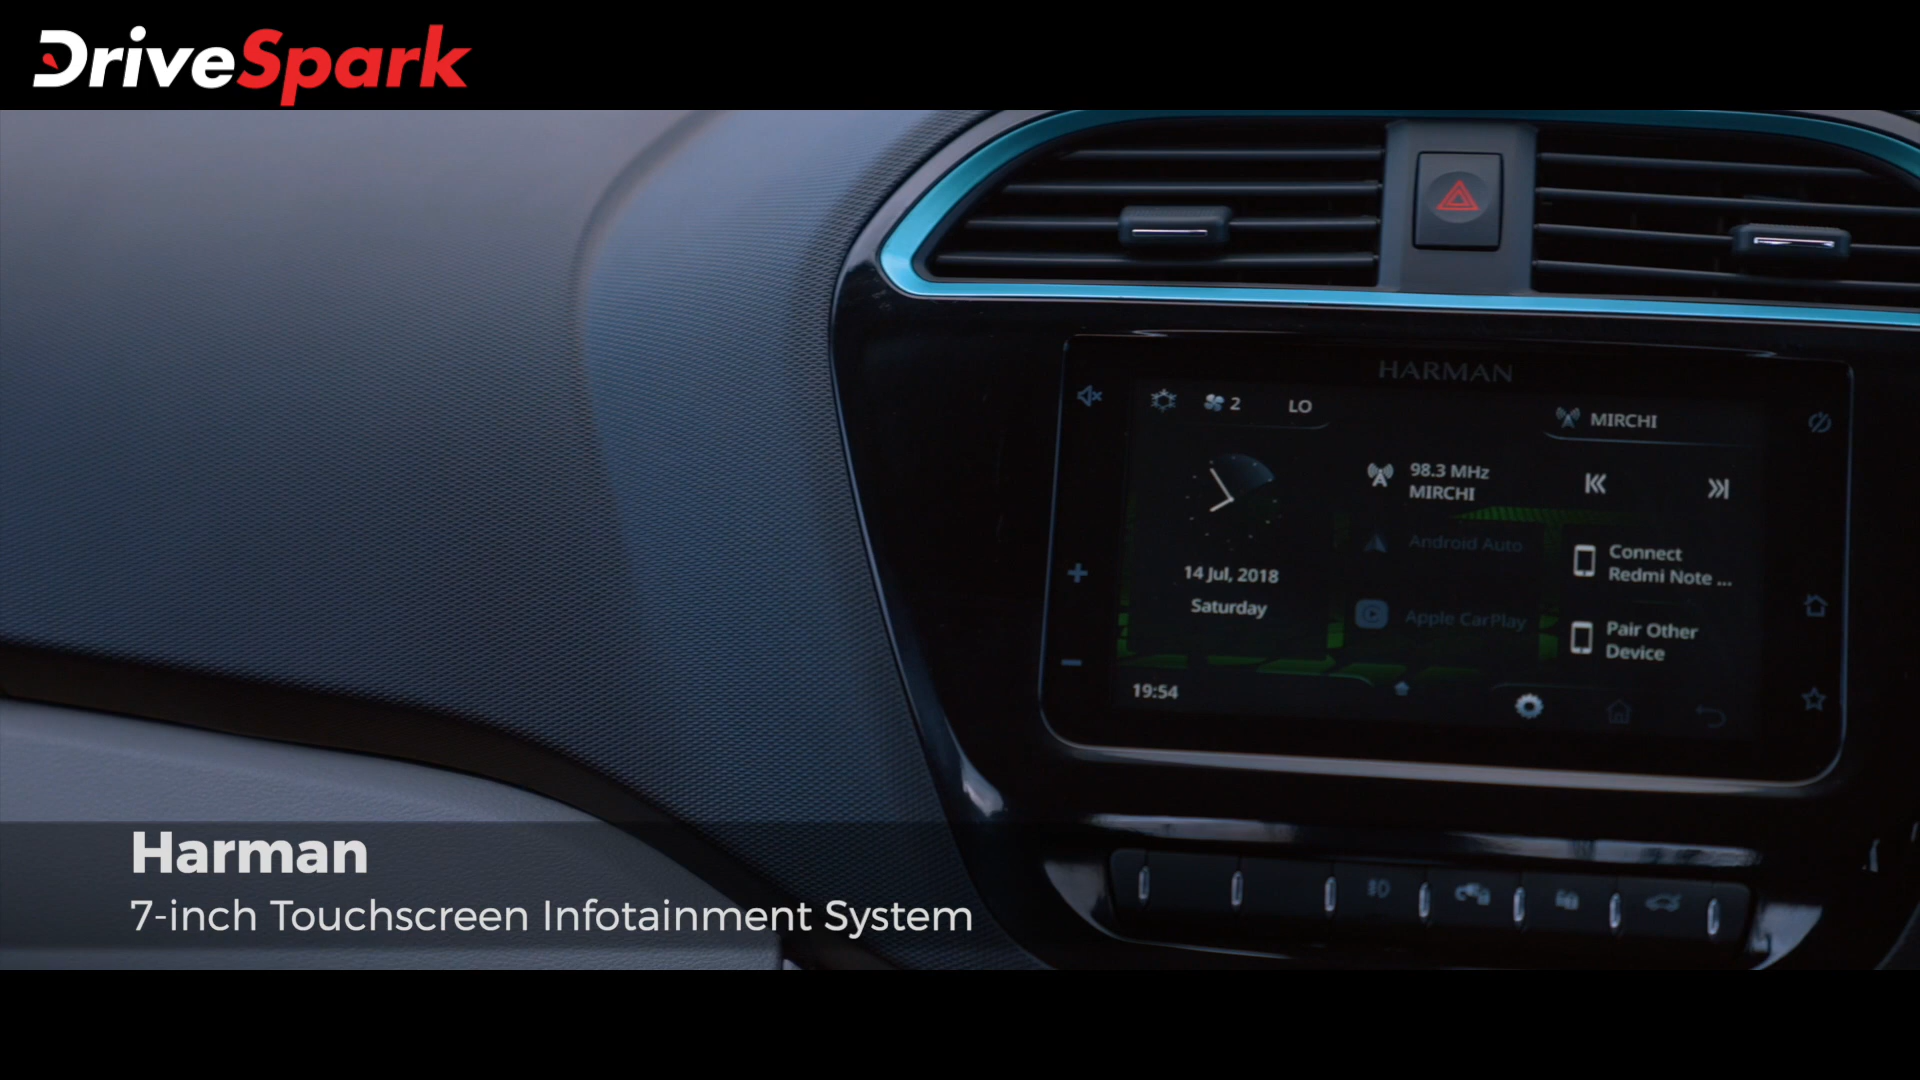 DriveSpark
HARMAN
2
LO
MIRCHI
98.3 MHz
MIRCHI
Android Auto
Connect
Redmi Note ...
14 Jul, 2018
Saturday
Apple CarPlay
Pair Other
Device
19:54
Harman
7-inch Touchscreen Infotainment System